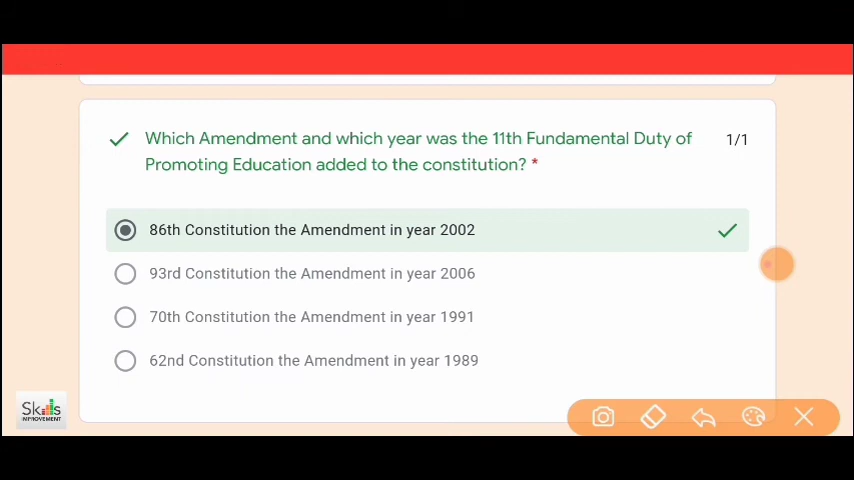 Which Amendment and which year was the 11th Fundamental Duty of
1/1
Promoting Education added to the constitution? *
86th Constitution the Amendment in year 2002
93rd Constitution the Amendment in year 2006
70th Constitution the Amendment in year 1991
62nd Constitution the Amendment in year 1989
Skills
IMPROVEMENT